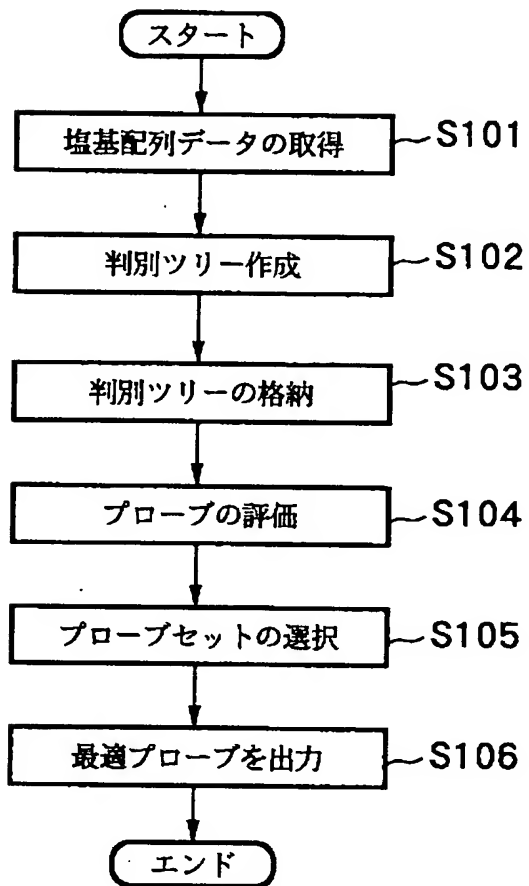 スタート
塩基配列データの取得 S101
判別ツリー作成 S102
判別ツリーの格納 S103
プローブの評価 S104
プローブセットの選択 S105
最適プローブを出力 S106
エンド